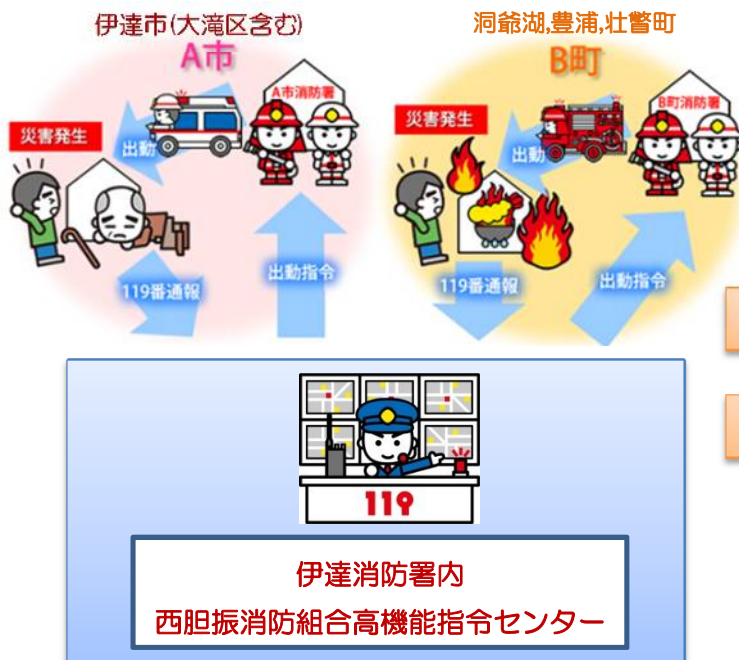 伊達市(大滝区含む)
A市
A市消防署
災害発生
出動
119番通報
出動指令
洞爺湖,豊浦,壮瞥町
B町
B町消防署
災害発生
出動
119番通報
出動指令
119
伊達消防署内
西胆振消防組合高機能指令センター